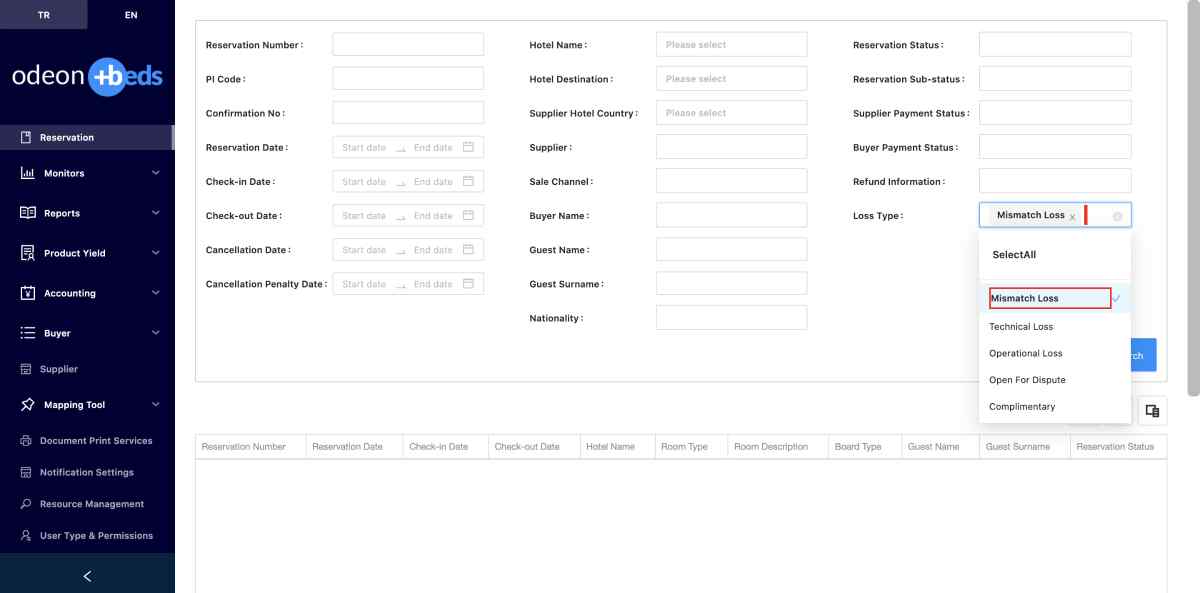 TR EN
odeon +beds
Reservation
Monitors
Reports
Product Yield
Accounting
Buyer
Supplier
Mapping Tool
Document Print Services
Notification Settings
Resource Management
User Type & Permissions
Reservation Number : Hotel Name : Please select Reservation Status :
PI Code : Hotel Destination : Please select Reservation Sub-status :
Confirmation No : Supplier Hotel Country : Please select Supplier Payment Status :
Reservation Date : Start date End date Supplier : Buyer Payment Status :
Check-in Date : Start date End date Sale Channel : Refund Information :
Check-out Date : Start date End date Buyer Name : Loss Type : Mismatch Loss x
Cancellation Date : Start date End date Guest Name :
Cancellation Penalty Date : Start date End date Guest Surname :
Nationality :
SelectAll
Mismatch Loss
Technical Loss
Operational Loss
Open For Dispute
Complimentary
rch
Reservation Number Reservation Date Check-in Date Check-out Date Hotel Name Room Type Room Description Board Type Guest Name Guest Surname Reservation Status